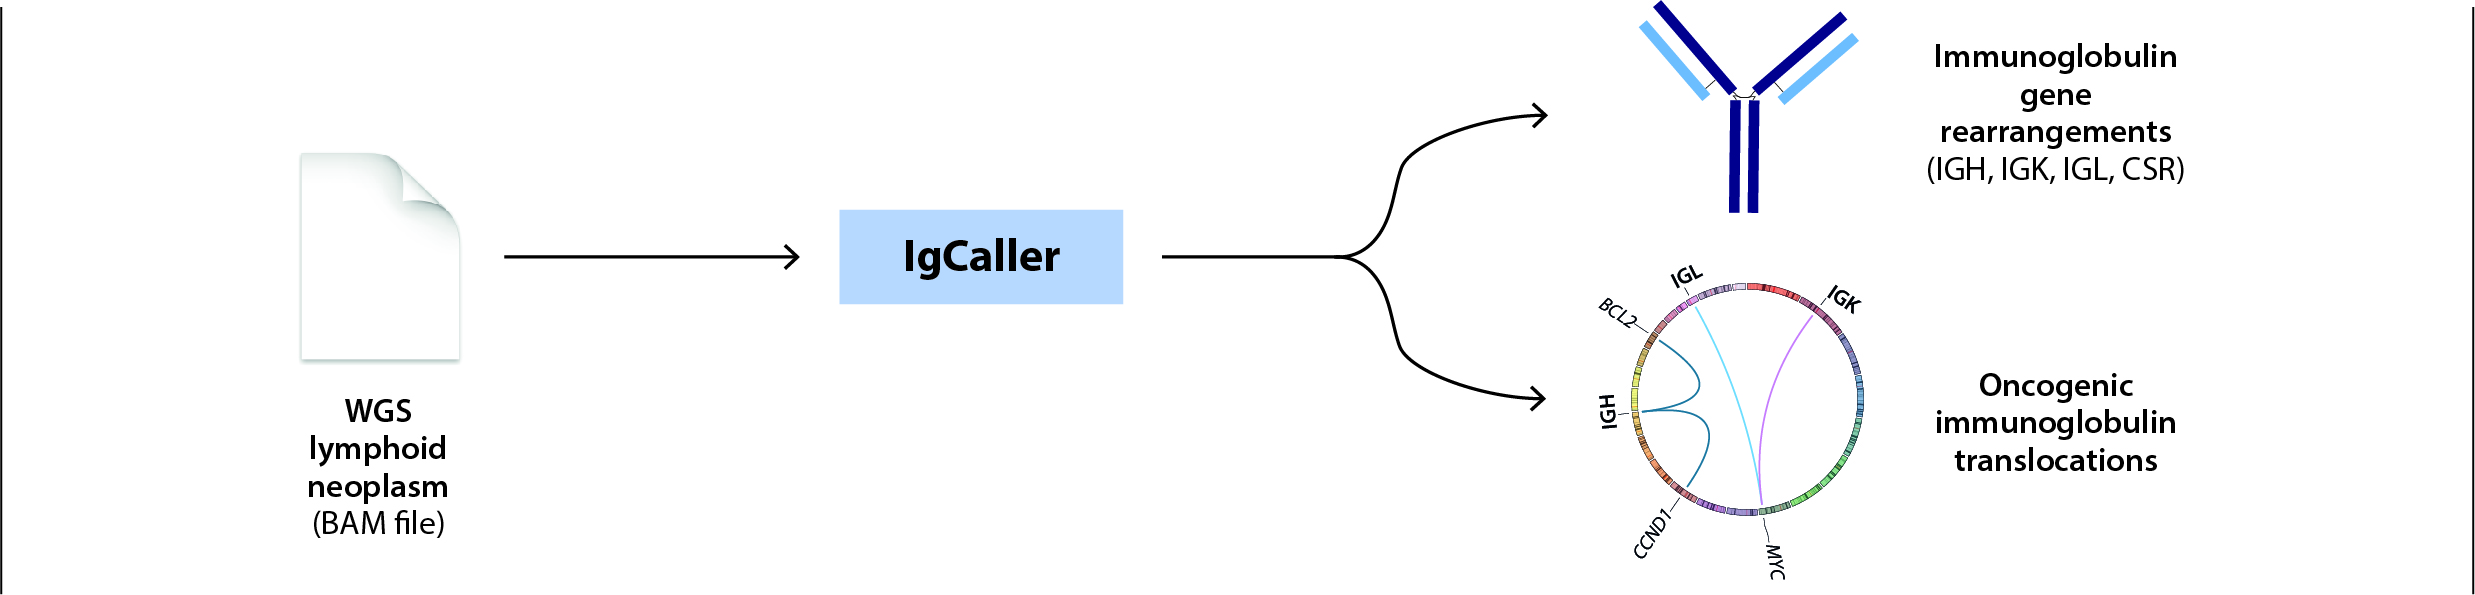 WGS
lymphoid
neoplasm
(BAM file)
IgCaller
Immunoglobulin
gene
rearrangements
(IGH, IGK, IGL, CSR)
IGL
IGK
BCL2
IGH
CCND1
MYC
Oncogenic
immunoglobulin
translocations